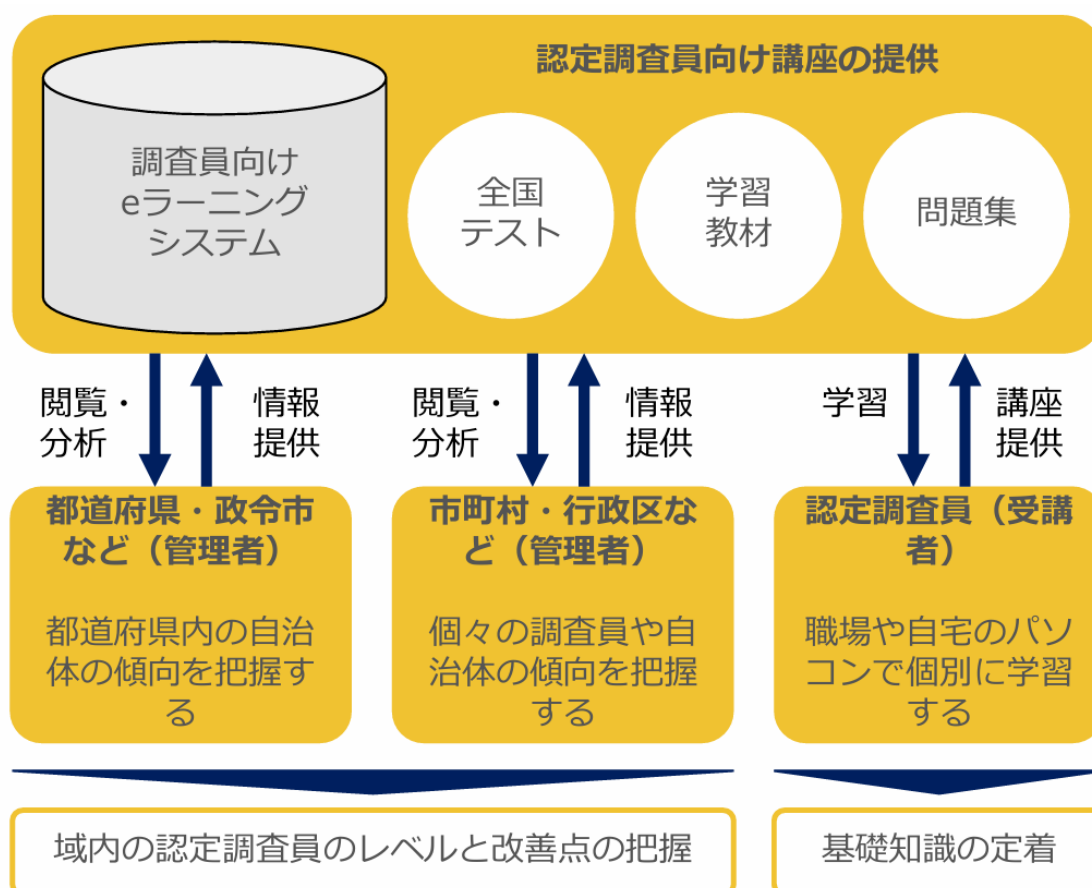 認定調査員向け講座の提供
調査員向け
eラーニング
システム
全国
テスト
学習
教材
問題集
閲覧・
分析
情報
提供
閲覧・
分析
情報
提供
学習
講座
提供
都道府県・政令市
など（管理者）
都道府県内の自治
体の傾向を把握す
る
市町村・行政区な
ど（管理者）
個々の調査員や自
治体の傾向を把握
する
認定調査員（受講
者）
職場や自宅のパソ
コンで個別に学習
する
域内の認定調査員のレベルと改善点の把握
基礎知識の定着